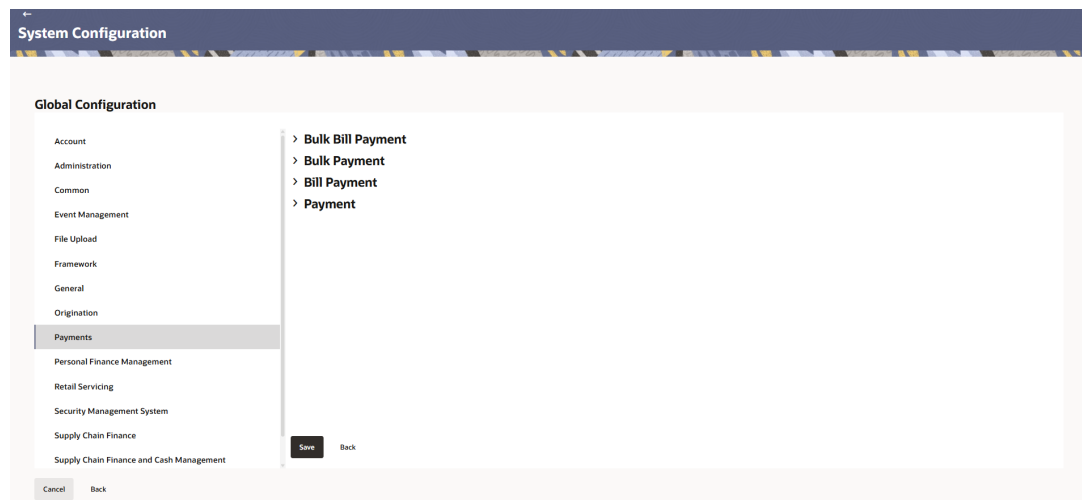 System Configuration
Global Configuration
Account
Administration
Common
Event Management
File Upload
Framework
General
Origination
Payments
Personal Finance Management
Retail Servicing
Security Management System
Supply Chain Finance
Supply Chain Finance and Cash Management
Bulk Bill Payment
Bulk Payment
Bill Payment
Payment
Save Back
Cancel Back